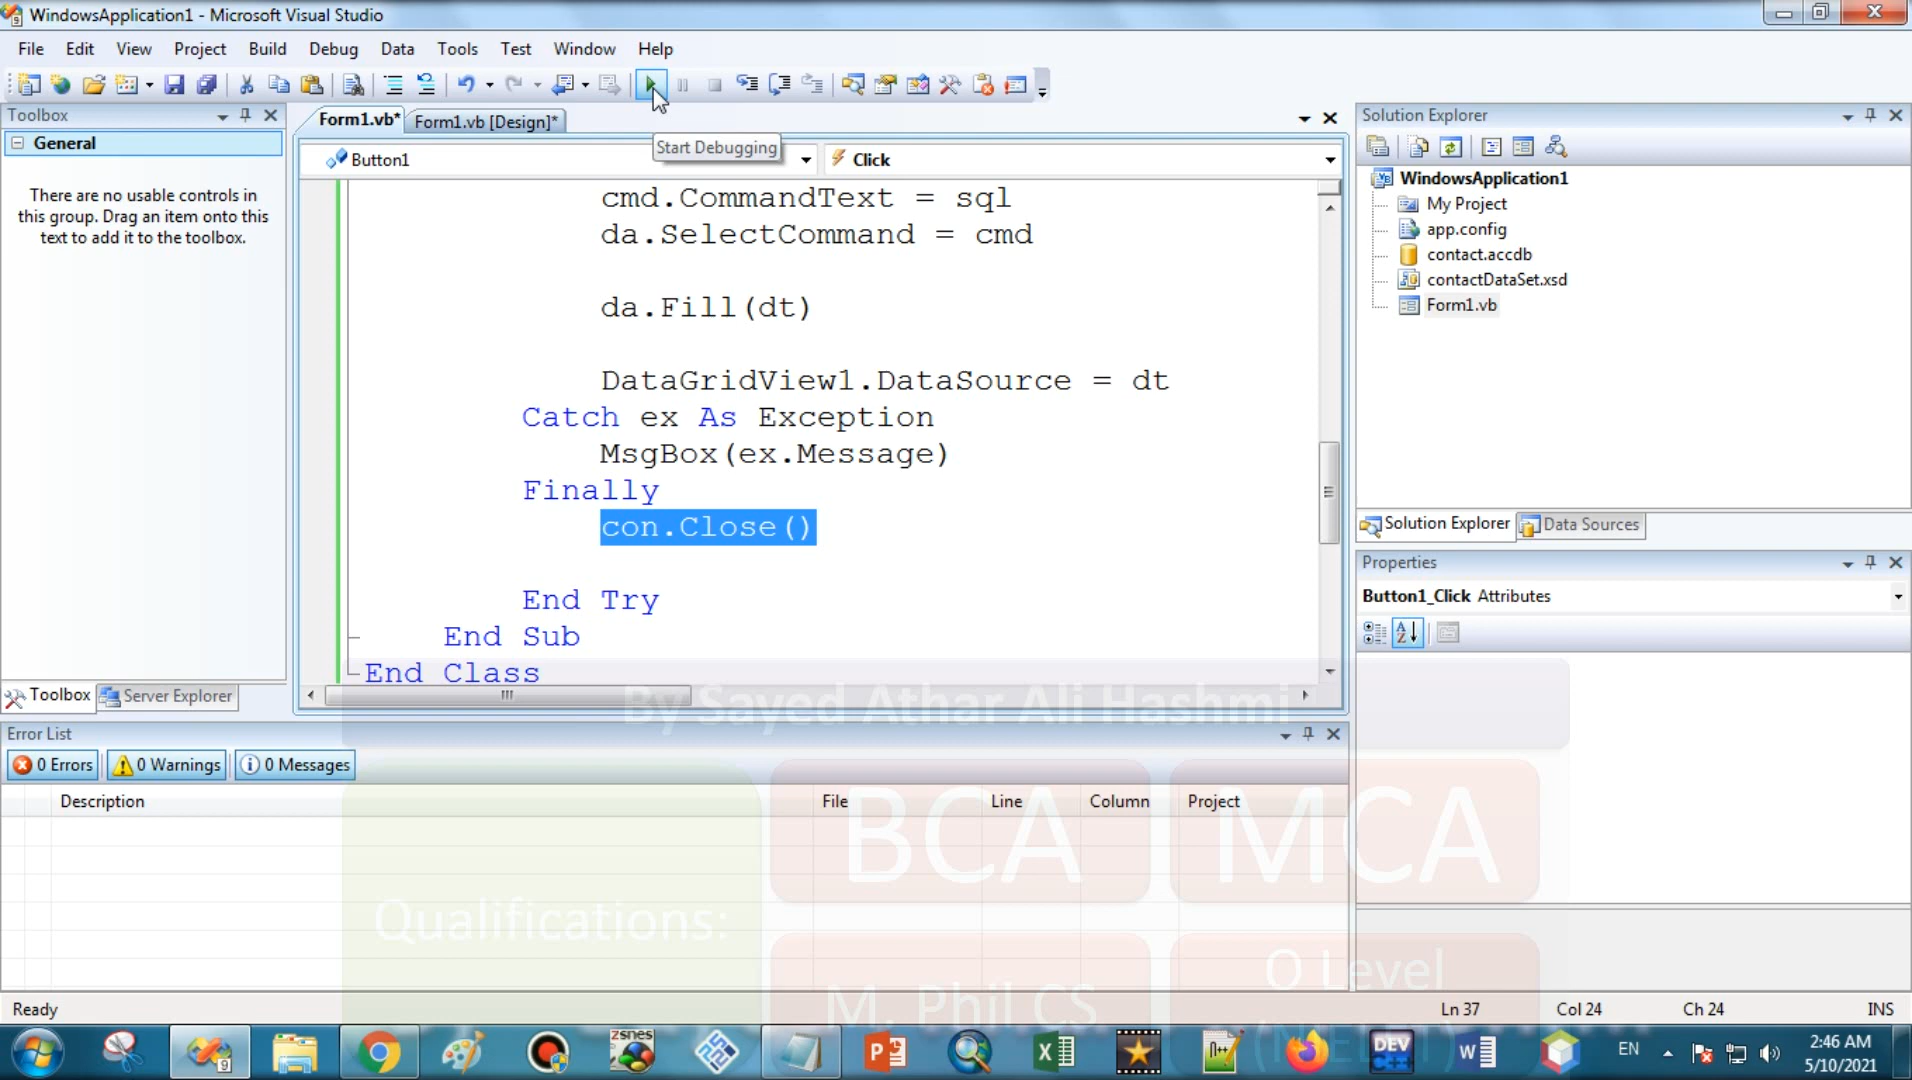 WindowsApplication1 - Microsoft Visual Studio
File Edit View Project Build Debug Data Tools Test Window Help
Toolbox
General
There are no usable controls in
this group. Drag an item onto this
text to add it to the toolbox.
Toolbox
Server Explorer
Form1.vb*
Form1.vb [Design]*
Start Debugging
Button1
Click
cmd.CommandText = sql
da.SelectCommand = cmd
da.Fill(dt)
DataGridView1.DataSource = dt
Catch ex As Exception
MsgBox(ex.Message)
Finally
con.Close()
End Try
End Sub
End Class
By Sayed Athar Ali Hashmi
Solution Explorer
WindowsApplication1
My Project
app.config
contact.accdb
contactDataSet.xsd
Form1.vb
Solution Explorer
Data Sources
Properties
Button1_Click Attributes
Error List
0 Errors
0 Warnings
0 Messages
Description File Line Column Project
Qualifications:
BCA
MCA
M. Phil CS
O Level
Ready
Ln 37 Col 24 Ch 24 INS
zsnes
DEV
C++
EN
2:46 AM
5/10/2021